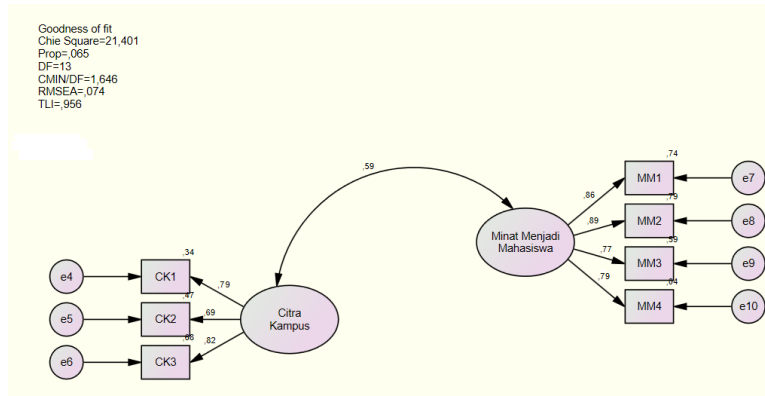 Goodness of fit
Chie Square=21,401
Prop=,065
DF=13
CMIN/DF=1,646
RMSEA=,074
TLI=,956
,59
,74
MM1
e7
,86
,79
MM2
e8
,89
Minat Menjadi
Mahasiswa
,59
MM3
e9
,77
,64
MM4
e10
,79
,34
e4
CK1
,79
,47
e5
CK2
,69
Citra
Kampus
,68
e6
CK3
,82